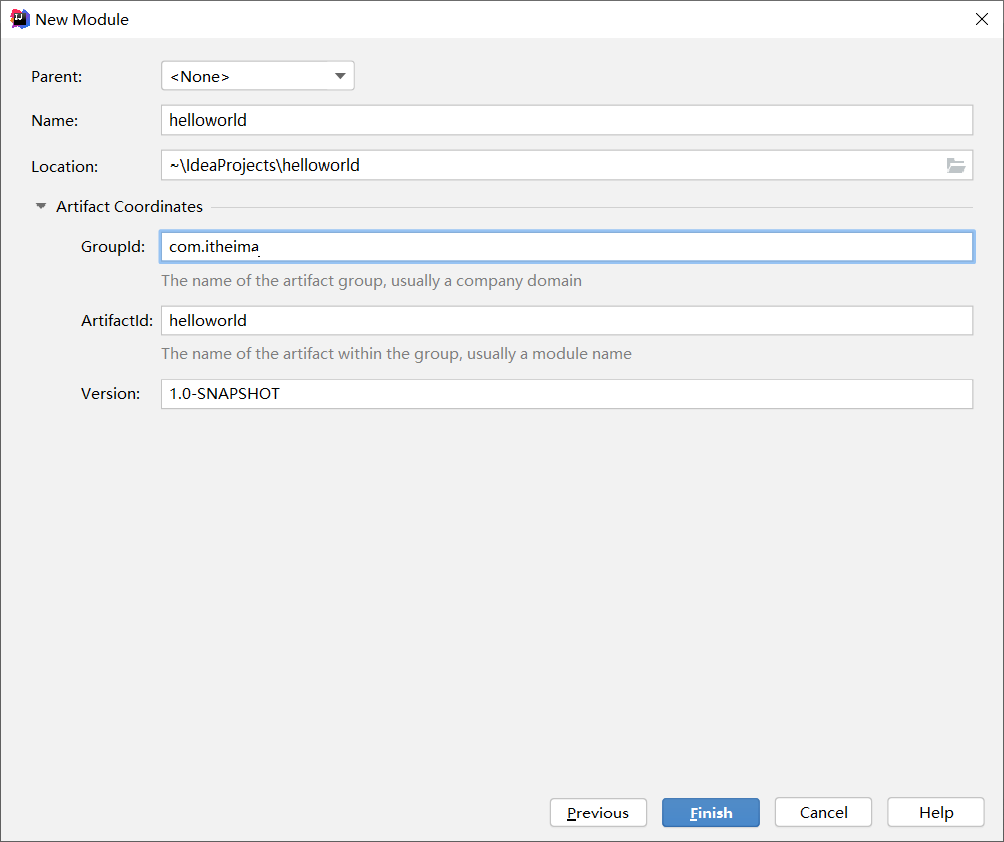 New Module
Parent: <None>
Name: helloworld
Location: ~\IdeaProjects\helloworld
Artifact Coordinates
GroupId: com.itheima
The name of the artifact group, usually a company domain
ArtifactId: helloworld
The name of the artifact within the group, usually a module name
Version: 1.0-SNAPSHOT
Previous Finish Cancel Help